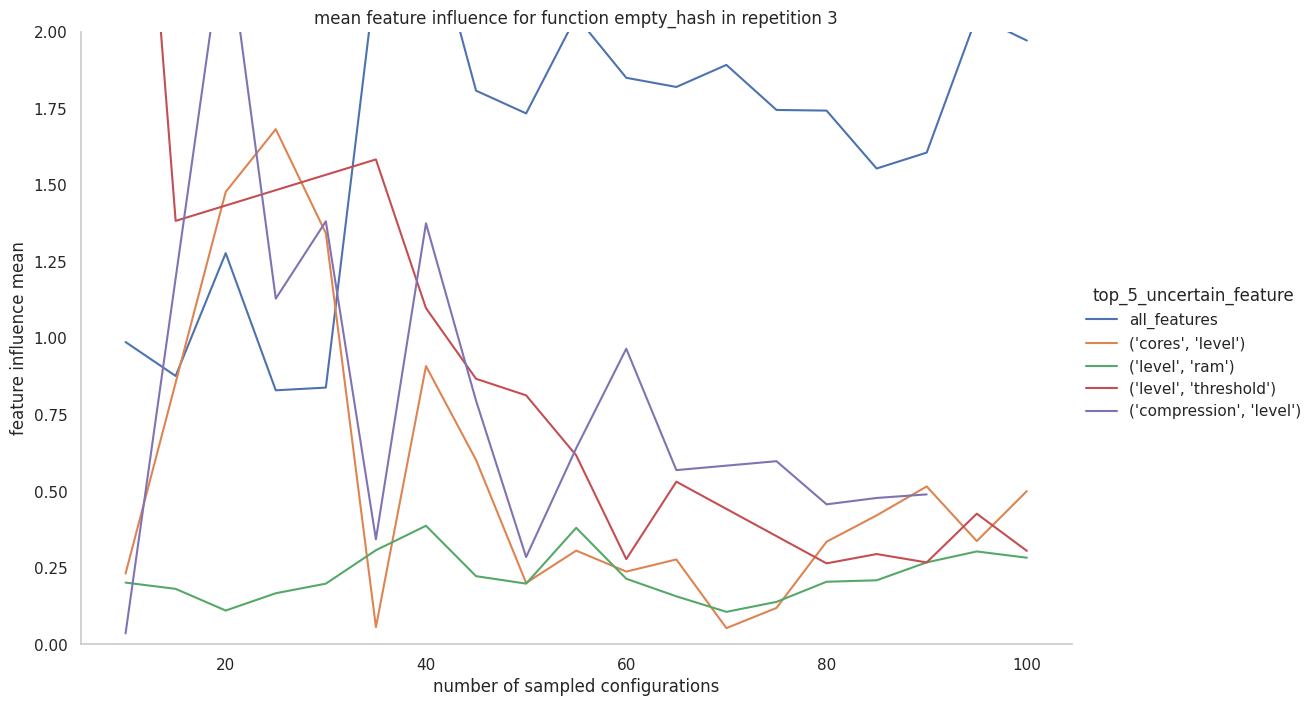 mean feature influence for function empty_hash in repetition 3
2.00
1.75
1.50
1.25
1.00
0.75
0.50
0.25
0.00
feature influence mean
20 40 60 80 100
number of sampled configurations
top_5_uncertain_feature
all_features
('cores', 'level')
('level', 'ram')
('level', 'threshold')
('compression', 'level')